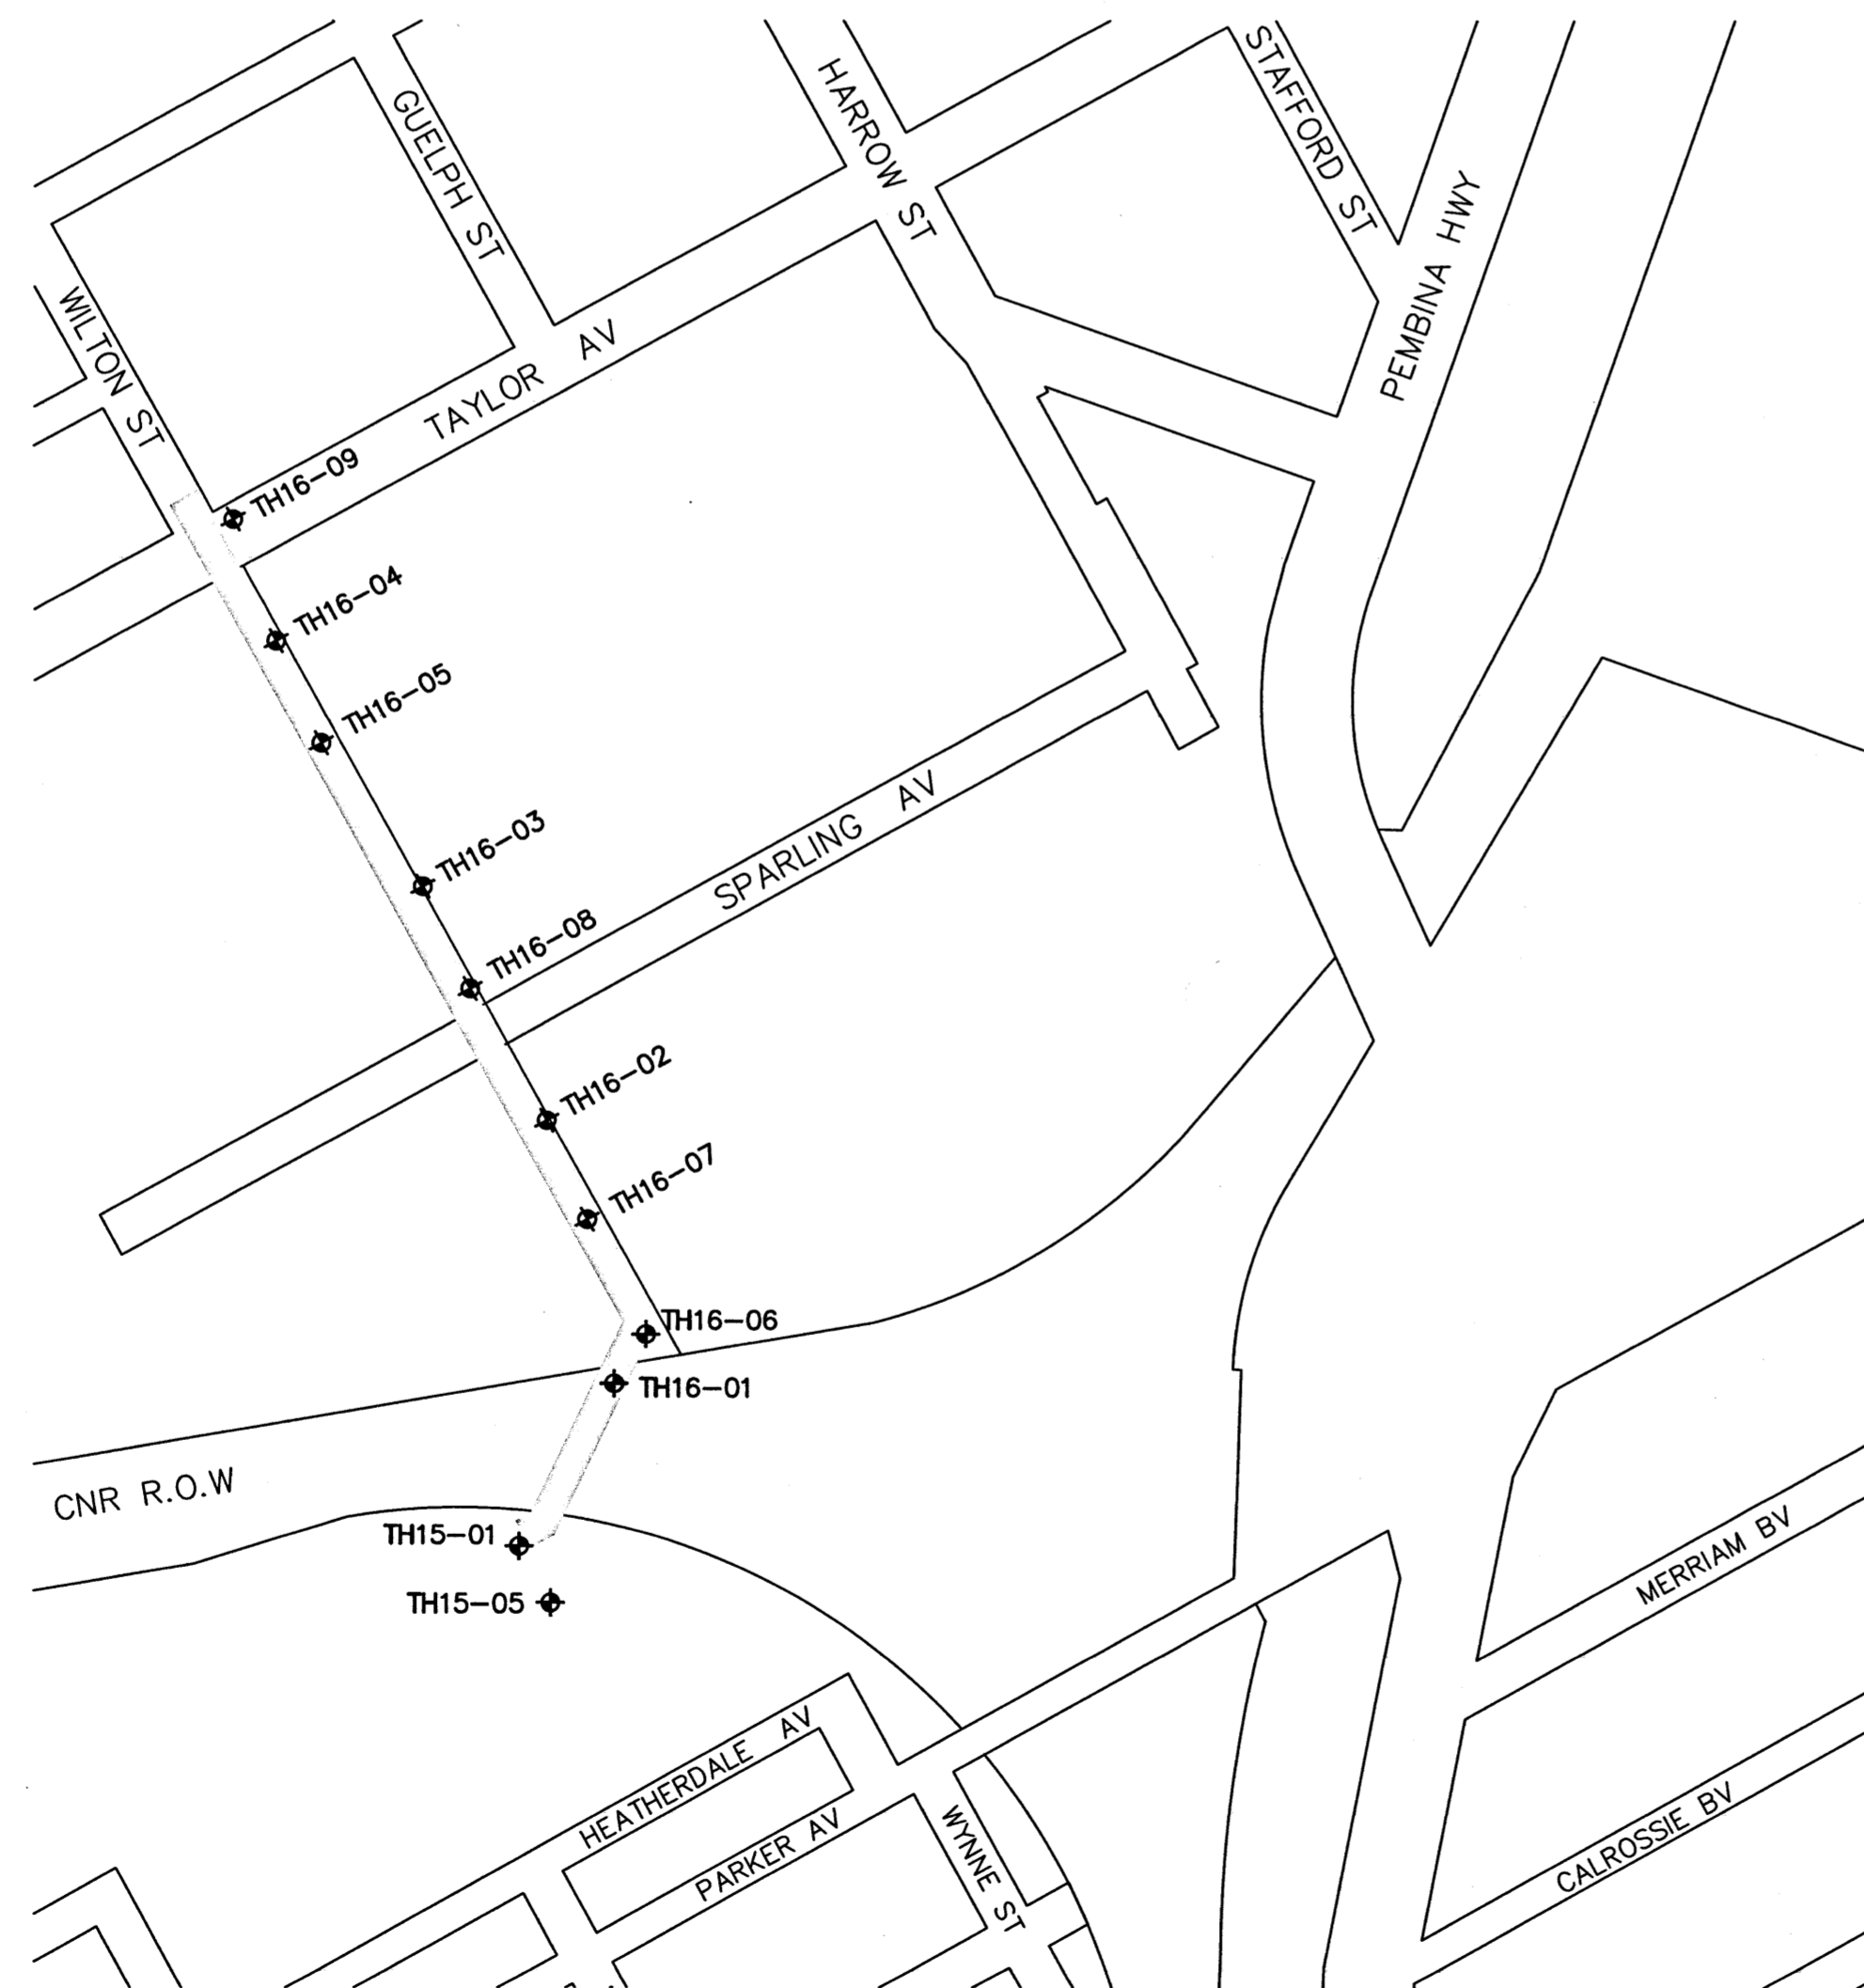 GUELPH ST
HARROW ST
STAFFORD ST
PEMBINA HWY
WILTON ST
TAYLOR AV
TH16-09
TH16-04
TH16-05
TH16-03
SPARLING AV
TH16-08
TH16-02
TH16-07
TH16-06
TH16-01
CNR R.O.W
TH15-01
TH15-05
MERRIAM BV
HEATHERDALE AV
PARKER AV
WYNNE ST
CALROSSIE BV